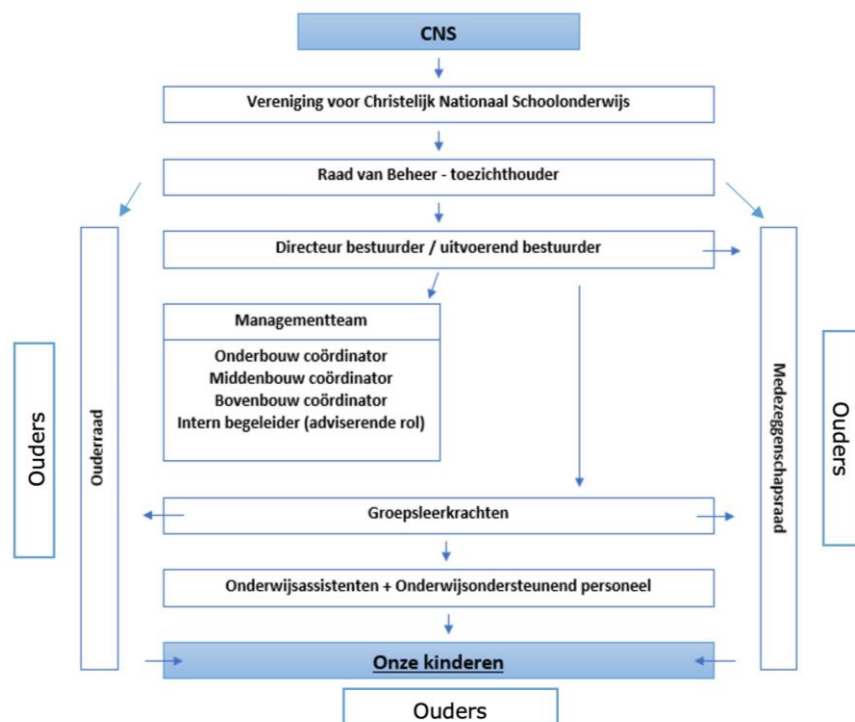 CNS
Vereniging voor Christelijk Nationaal Schoolonderwijs
Raad van Beheer - toezichthouder
Directeur bestuurder / uitvoerend bestuurder
Managementteam
Onderbouw coördinator
Middenbouw coördinator
Bovenbouw coördinator
Intern begeleider (adviserende rol)
Ouders
Ouderraad
Medezeggenschapsraad
Ouders
Groepsleerkrachten
Onderwijsassistenten + Onderwijsondersteunend personeel
Onze kinderen
Ouders